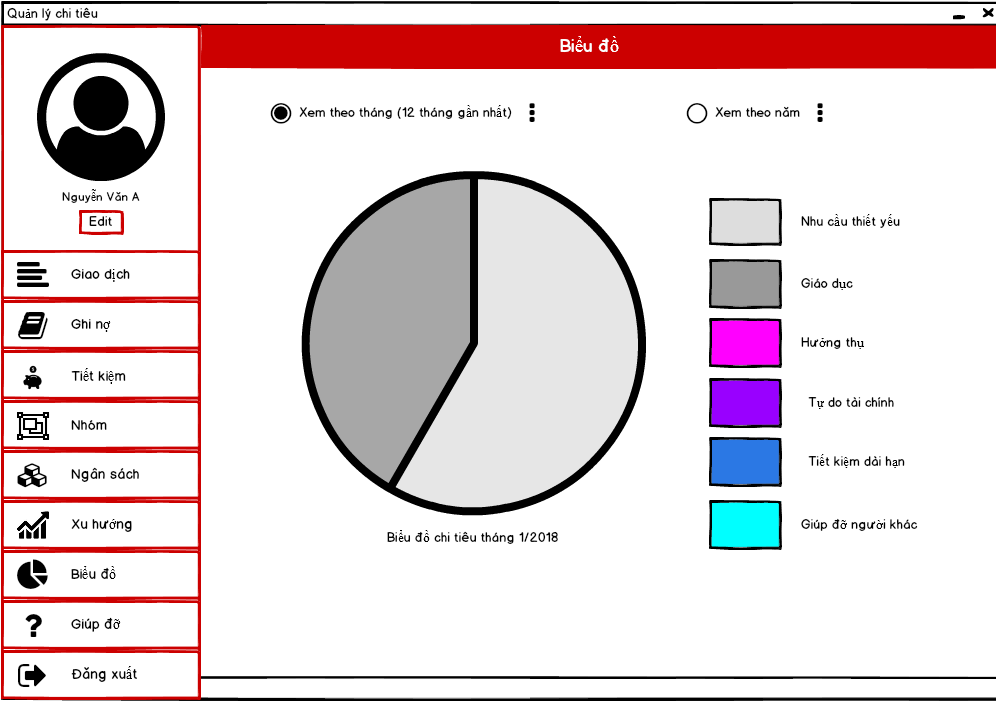 Quản lý chi tiêu
Biểu đồ
Nguyễn Văn A
Edit
Giao dịch
Ghi nợ
Tiết kiệm
Nhóm
Ngân sách
Xu hướng
Biểu đồ
Giúp đỡ
Đăng xuất
Xem theo tháng (12 tháng gần nhất)
Xem theo năm
Nhu cầu thiết yếu
Giáo dục
Hưởng thụ
Tự do tài chính
Tiết kiệm dài hạn
Giúp đỡ người khác
Biểu đồ chi tiêu tháng 1/2018